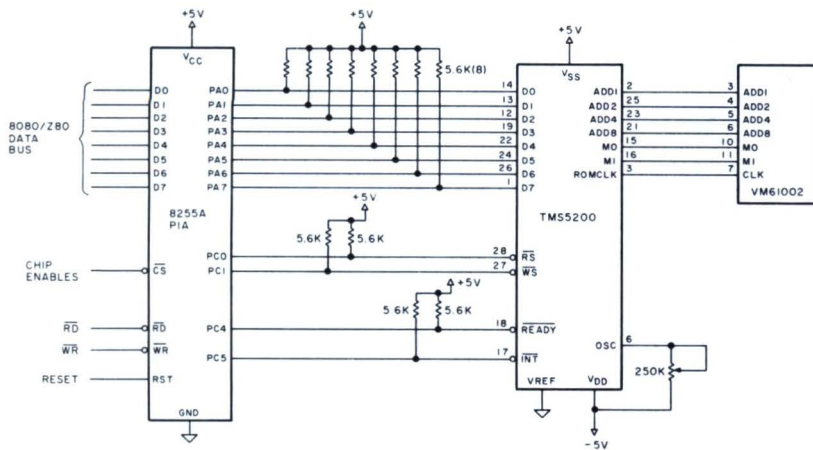 +5V
+5V
+5V
VCC
5.6K(8)
VSS
D0 PA0 14 D0 ADD1 2 3 ADD1
D1 PA1 13 D1 ADD2 25 4 ADD2
D2 PA2 12 D2 ADD4 23 5 ADD4
D3 PA3 19 D3 ADD8 21 6 ADD8
D4 PA4 22 D4 M0 15 10 M0
D5 PA5 24 D5 M1 16 11 M1
D6 PA6 26 D6 ROMCLK 3 7 CLK
D7 PA7 1 D7
8080/Z80
DATA
BUS
VM61002
8255A
PIA
TMS5200
+5V
5.6K 5.6K
PC0 28 RS
PC1 27 WS
CHIP
ENABLES
CS
+5V
5.6K 5.6K
RD RD PC4 18 READY
WR WR
PC5 17 INT
OSC 6
250K
RESET RST
VREF VDD
GND
-5V